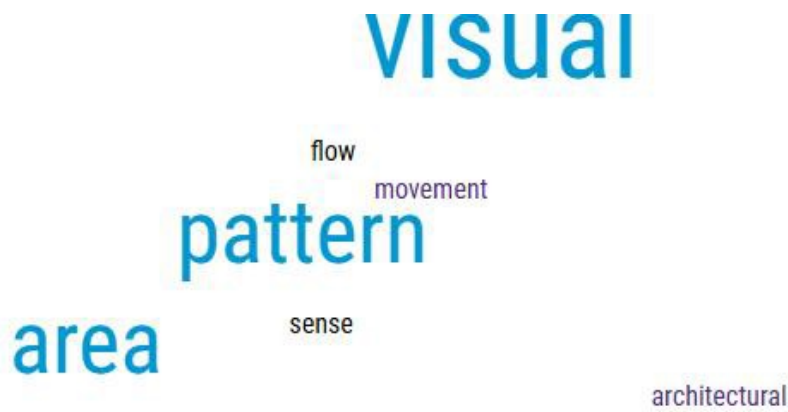 visual
flow
movement
pattern
sense
area
architectural